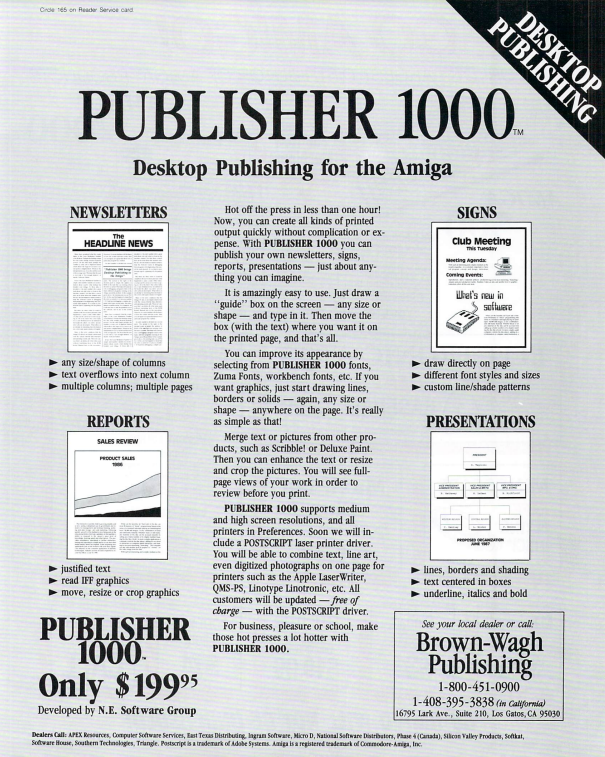 Circle 165 on Reader Service card.
DESKTOP
PUBLISHING
PUBLISHER 1000™
Desktop Publishing for the Amiga
NEWSLETTERS
The
HEADLINE NEWS
► any size/shape of columns
► text overflows into next column
► multiple columns; multiple pages
REPORTS
SALES REVIEW
PRODUCT SALES
1986
► justified text
► read IFF graphics
► move, resize or crop graphics
PUBLISHER
1000™
Only $199⁹⁵
Developed by N.E. Software Group
Hot off the press in less than one hour!
Now, you can create all kinds of printed
output quickly without complication or ex-
pense. With PUBLISHER 1000 you can
publish your own newsletters, signs,
reports, presentations — just about any-
thing you can imagine.
It is amazingly easy to use. Just draw a
"guide" box on the screen — any size or
shape — and type in it. Then move the
box (with the text) where you want it on
the printed page, and that's all.
You can improve its appearance by
selecting from PUBLISHER 1000 fonts,
Zuma Fonts, workbench fonts, etc. If you
want graphics, just start drawing lines,
borders or solids — again, any size or
shape — anywhere on the page. It's really
as simple as that!
Merge text or pictures from other pro-
ducts, such as Scribble! or Deluxe Paint.
Then you can enhance the text or resize
and crop the pictures. You will see full-
page views of your work in order to
review before you print.
PUBLISHER 1000 supports medium
and high screen resolutions, and all
printers in Preferences. Soon we will in-
clude a POSTSCRIPT laser printer driver.
You will be able to combine text, line art,
even digitized photographs on one page for
printers such as the Apple LaserWriter,
QMS-PS, Linotype Linotronic, etc. All
customers will be updated — free of
charge — with the POSTSCRIPT driver.
For business, pleasure or school, make
those hot presses a lot hotter with
PUBLISHER 1000.
SIGNS
Club Meeting
This Tuesday
Meeting Agenda:
Coming Events:
What's new in
software
► draw directly on page
► different font styles and sizes
► custom line/shade patterns
PRESENTATIONS
PRESIDENT
PROPOSED ORGANIZATION
JUNE 1987
► lines, borders and shading
► text centered in boxes
► underline, italics and bold
See your local dealer or call:
Brown-Wagh
Publishing
1-800-451-0900
1-408-395-3838 (in California)
16795 Lark Ave., Suite 210, Los Gatos, CA 95030
Dealers Call: APEX Resources, Computer Software Services, East Texas Distributing, Ingram Software, Micro D, National Software Distributors, Phase 4 (Canada), Silicon Valley Products, Softkat,
Software House, Southern Technologies, Triangle. Postscript is a trademark of Adobe Systems. Amiga is a registered trademark of Commodore-Amiga, Inc.